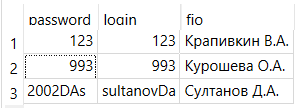 password login fio
1 123 123 Крапивкин В.А.
2 993 993 Курошева О.А.
3 2002DAs sultanovDa Султанов Д.А.